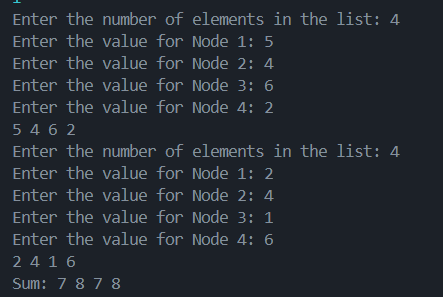 Enter the number of elements in the list: 4
Enter the value for Node 1: 5
Enter the value for Node 2: 4
Enter the value for Node 3: 6
Enter the value for Node 4: 2
5 4 6 2
Enter the number of elements in the list: 4
Enter the value for Node 1: 2
Enter the value for Node 2: 4
Enter the value for Node 3: 1
Enter the value for Node 4: 6
2 4 1 6
Sum: 7 8 7 8